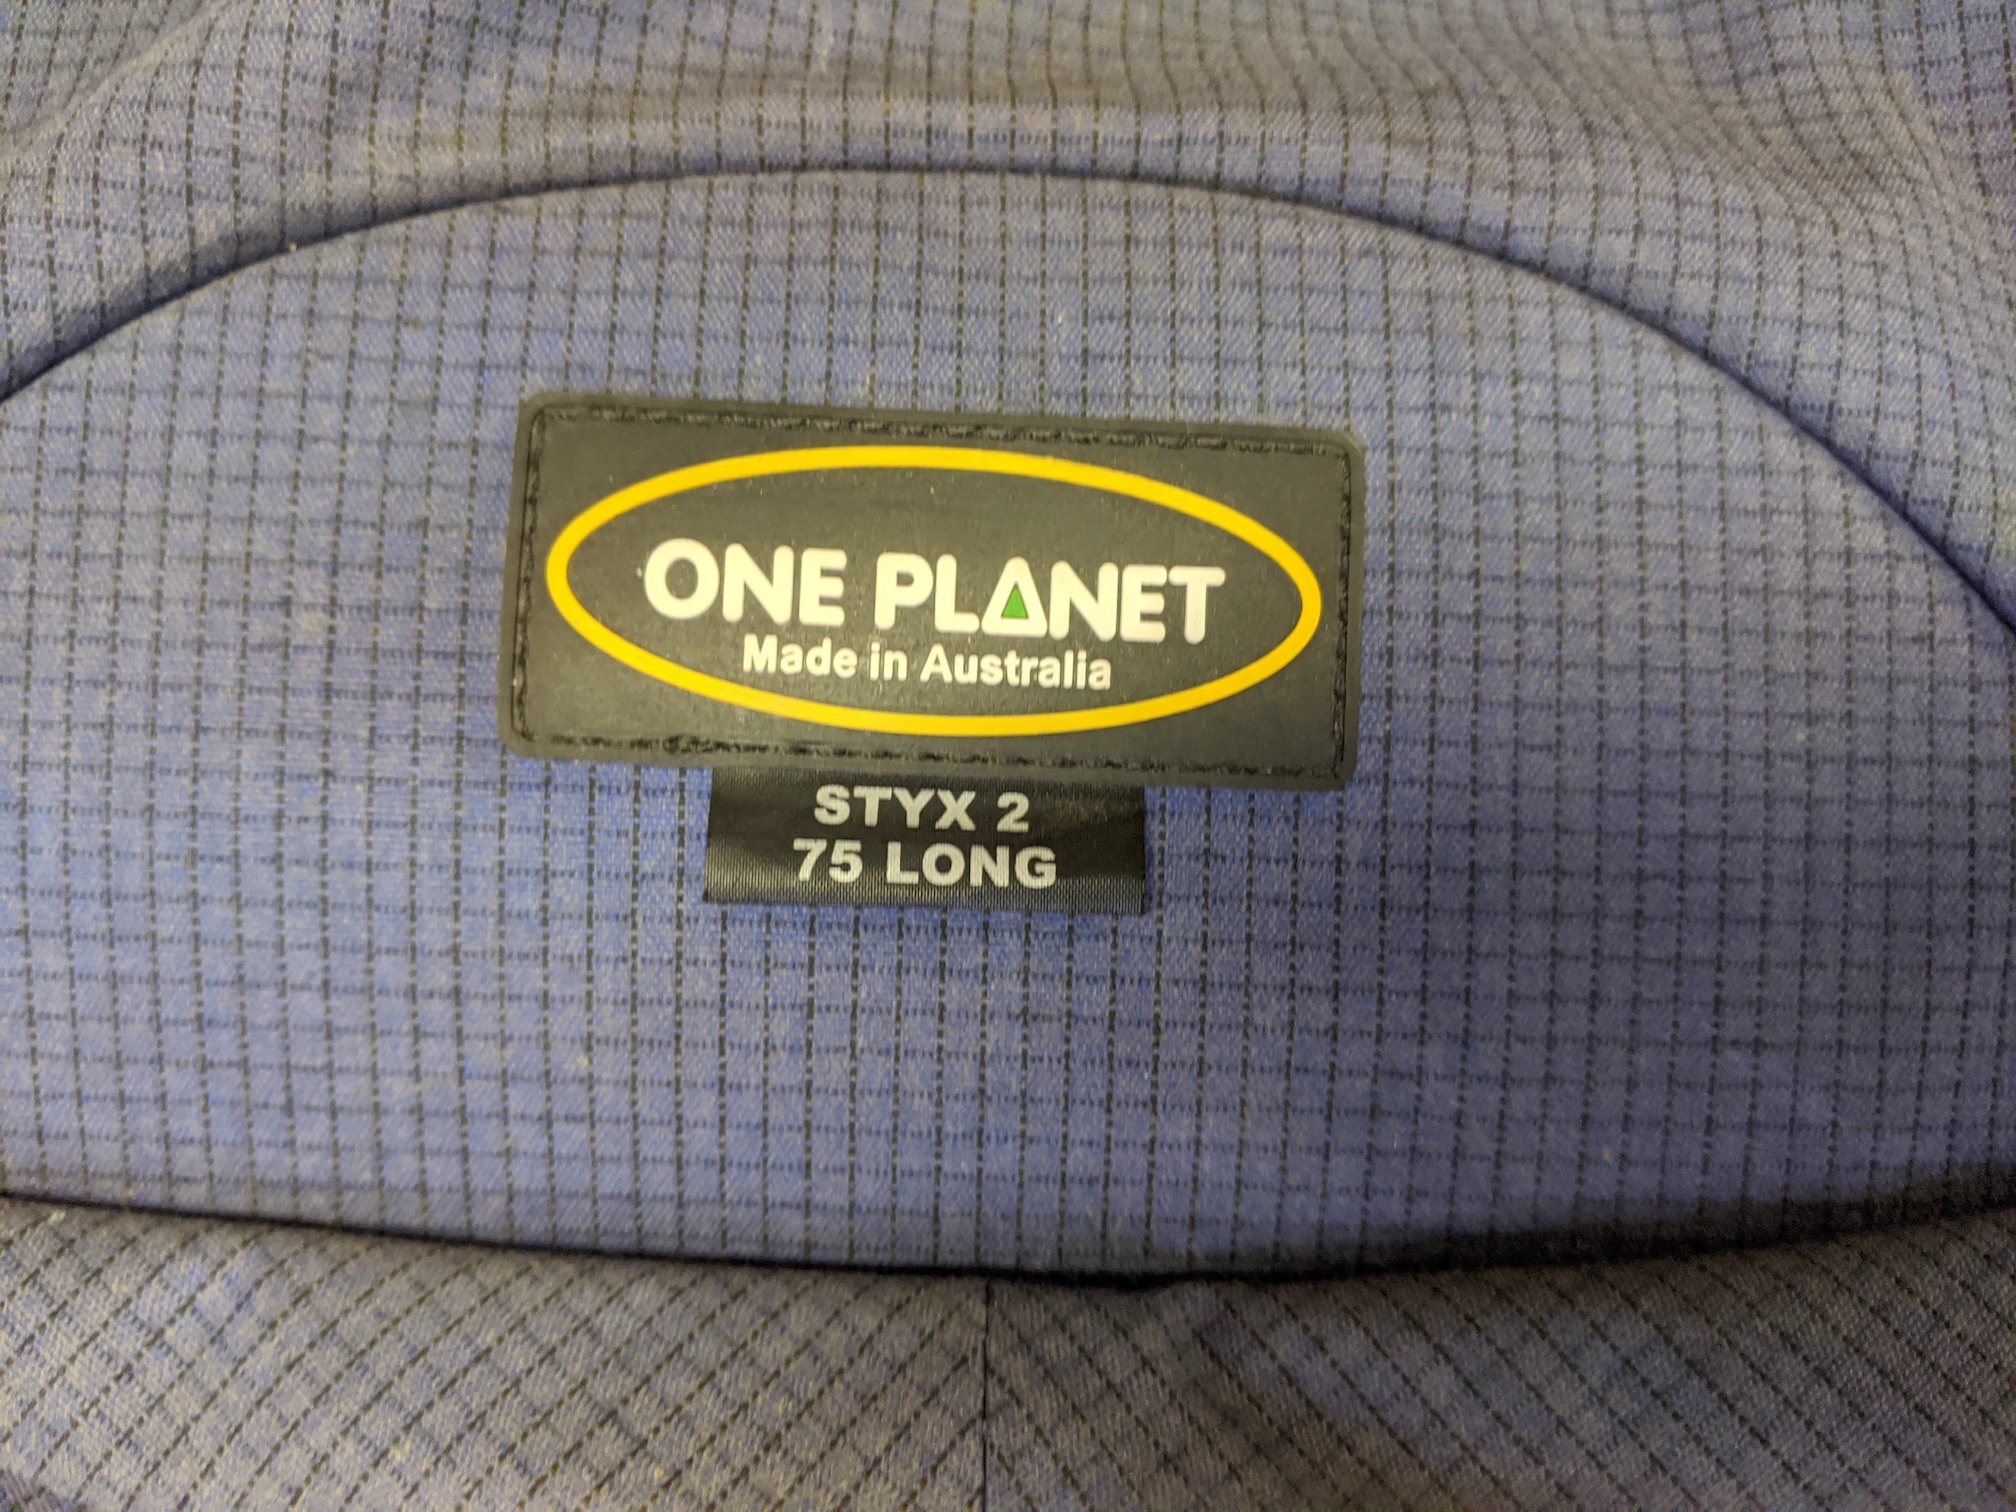 ONE PLANET
Made in Australia
STYX 2
75 LONG